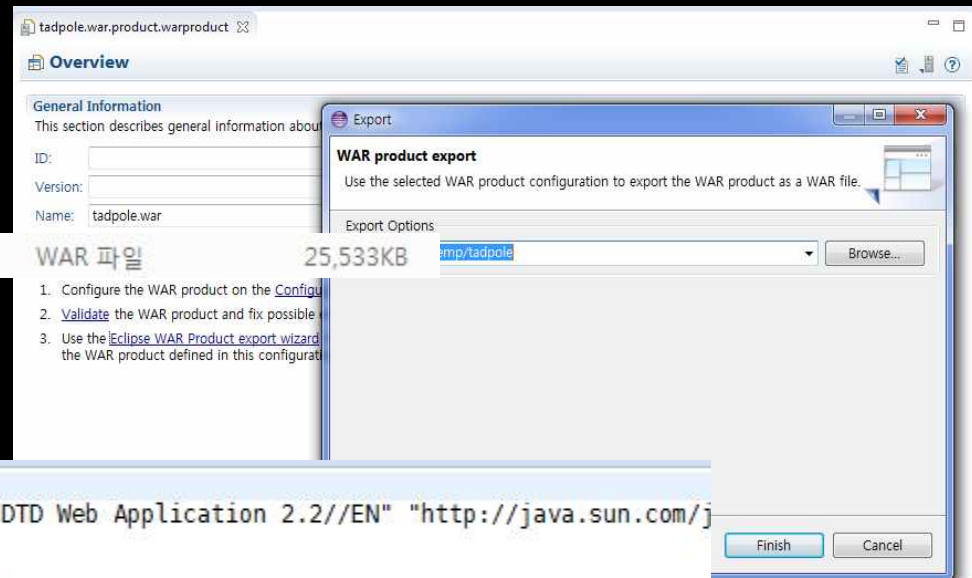 tadpole.war.product.warproduct
Overview
General Information
This section describes general information about
ID:
Version:
Name: tadpole.war
WAR 파일 25,533KB
1. Configure the WAR product on the Configu
2. Validate the WAR product and fix possible
3. Use the Eclipse WAR Product export wizard
the WAR product defined in this configurati
Export
WAR product export
Use the selected WAR product configuration to export the WAR product as a WAR file.
Export Options
emp/tadpole
Browse...
DTD Web Application 2.2//EN" "http://java.sun.com/j
Finish
Cancel